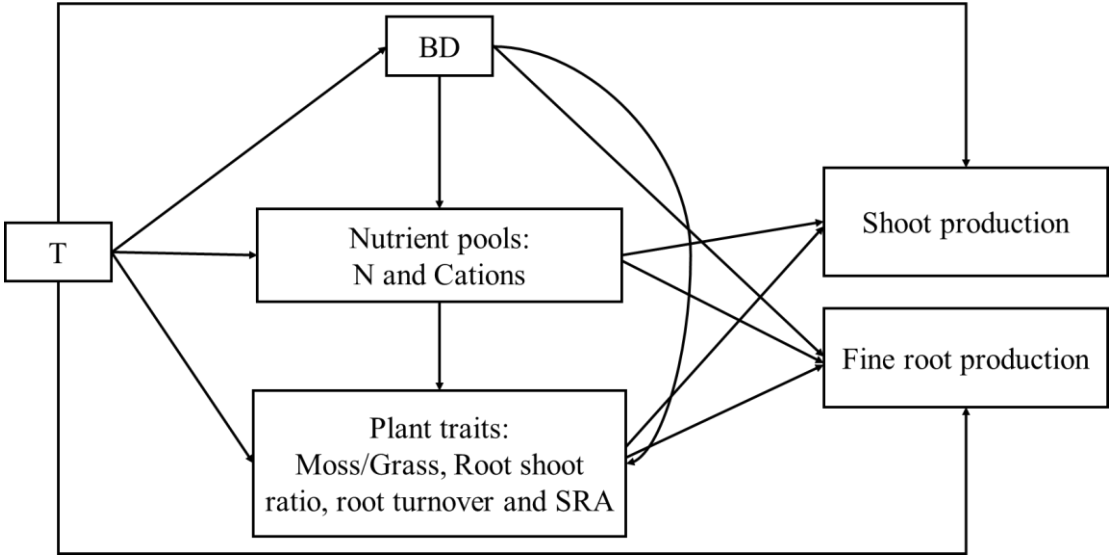 BD
T
Nutrient pools:
N and Cations
Shoot production
Fine root production
Plant traits:
Moss/Grass, Root shoot
ratio, root turnover and SRA